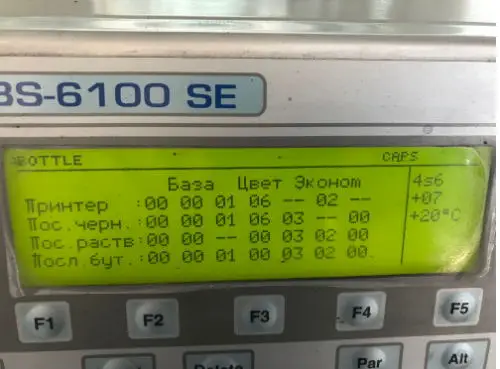 BS-6100 SE
BOTTLE CAPS
База Цвет Эконом 4s6
Принтер :00 00 01 06 -- 02 -- +07
Пос.черн.:00 00 01 06 03 -- 00 +20°C
Пос.раств:00 00 -- 00 03 02 00
Посл.бут.:00 00 01 00 03 02 00
F1 F2 F3 F4 F5
Par Alt